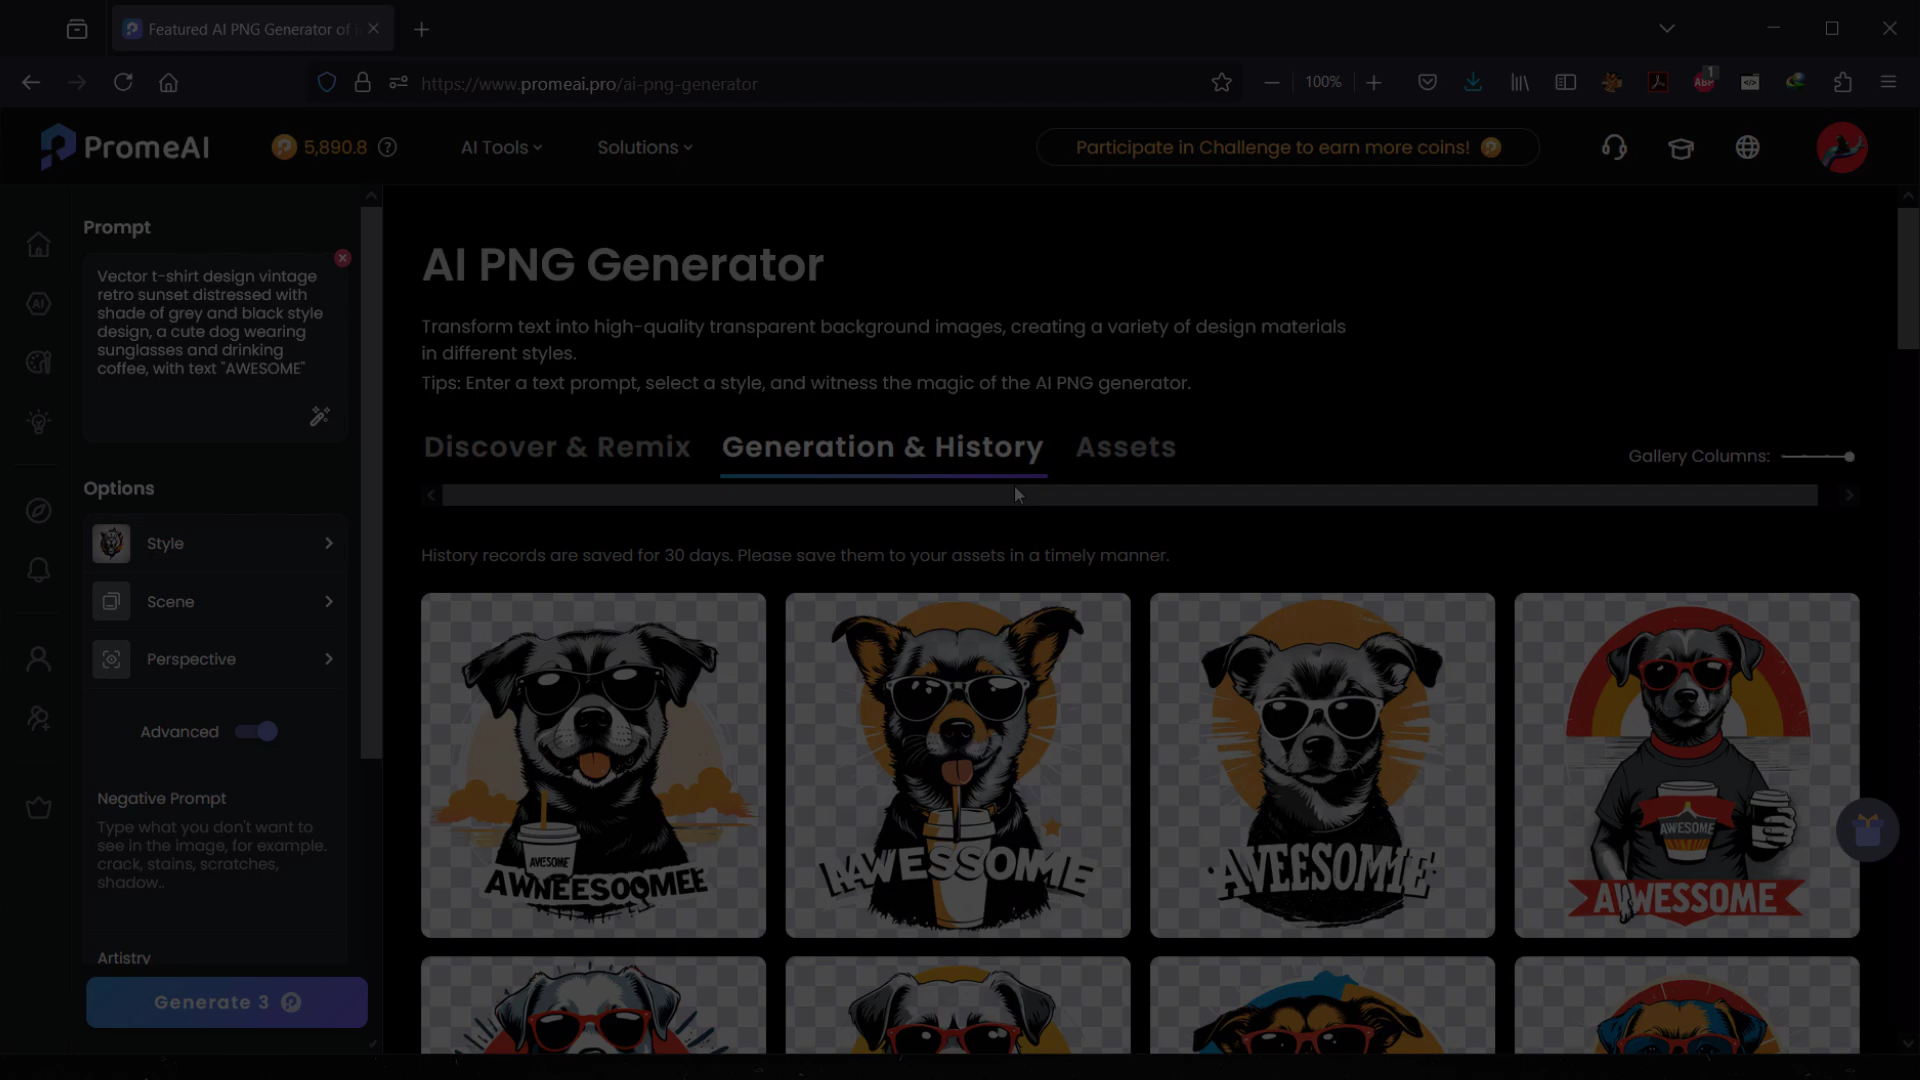 Featured AI PNG Generator of i
https://www.promeai.pro/ai-png-generator
100%
ABP
1
PromeAI
5,890.8
AI Tools
Solutions
Participate in Challenge to earn more coins!
Prompt
Vector t-shirt design vintage
retro sunset distressed with
shade of grey and black style
design, a cute dog wearing
sunglasses and drinking
coffee, with text "AWESOME"
Options
Style
Scene
Perspective
Advanced
Negative Prompt
Type what you don't want to
see in the image, for example.
crack, stains, scratches,
shadow..
Artistry
Generate 3
AI PNG Generator
Transform text into high-quality transparent background images, creating a variety of design materials
in different styles.
Tips: Enter a text prompt, select a style, and witness the magic of the AI PNG generator.
Discover & Remix
Generation & History
Assets
Gallery Columns:
History records are saved for 30 days. Please save them to your assets in a timely manner.
AWESOME
AWNEESOOMEE
AWESSOME
AVEESOMIE
AWESOME
AWESSOME